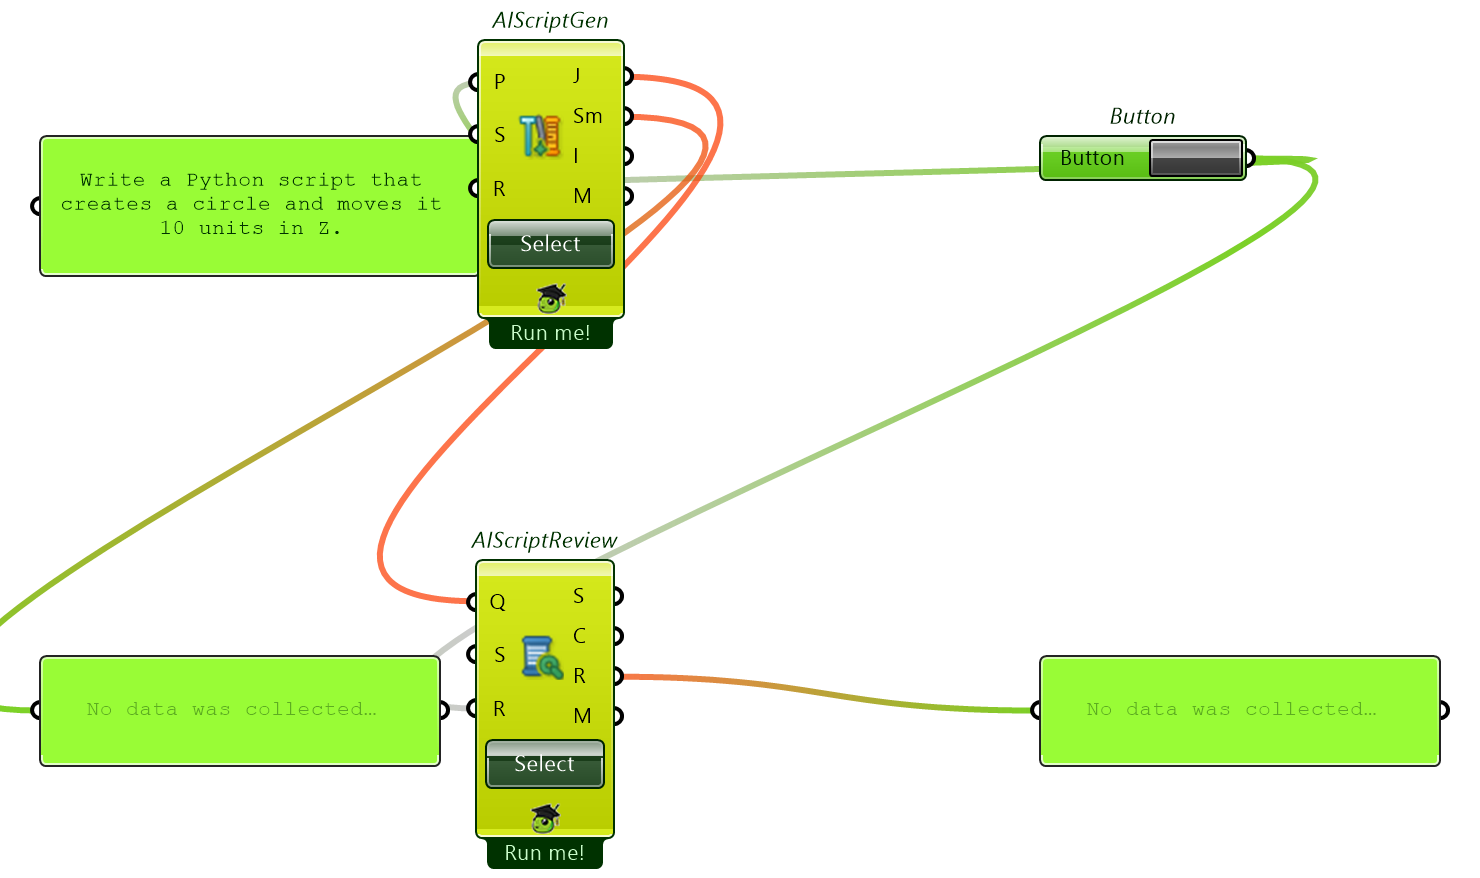 AIScriptGen
P
S
R
J
Sm
I
M
Select
Run me!
Write a Python script that
creates a circle and moves it
10 units in Z.
Button
Button
AIScriptReview
Q
S
R
S
C
R
M
Select
Run me!
No data was collected…
No data was collected…